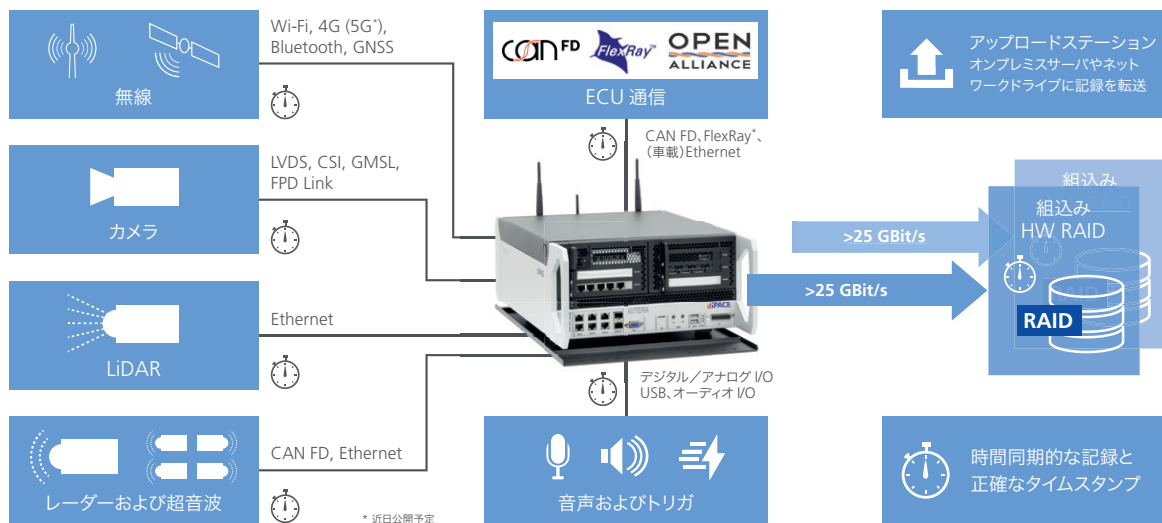 Wi-Fi, 4G (5G*),
Bluetooth, GNSS
無線
CAN FD
FlexRay™
OPEN
ALLIANCE
ECU 通信
CAN FD、FlexRay*、
（車載）Ethernet
アップロードステーション
オンプレミスサーバやネット
ワークドライブに記録を転送
LVDS, CSI, GMSL,
FPD Link
カメラ
組込み
組込み
HW RAID
>25 GBit/s
>25 GBit/s
RAID
dSPACE
AUTERA
Ethernet
LiDAR
デジタル／アナログ I/O
USB、オーディオ I/O
CAN FD, Ethernet
レーダーおよび超音波
* 近日公開予定
音声およびトリガ
時間同期的な記録と
正確なタイムスタンプ